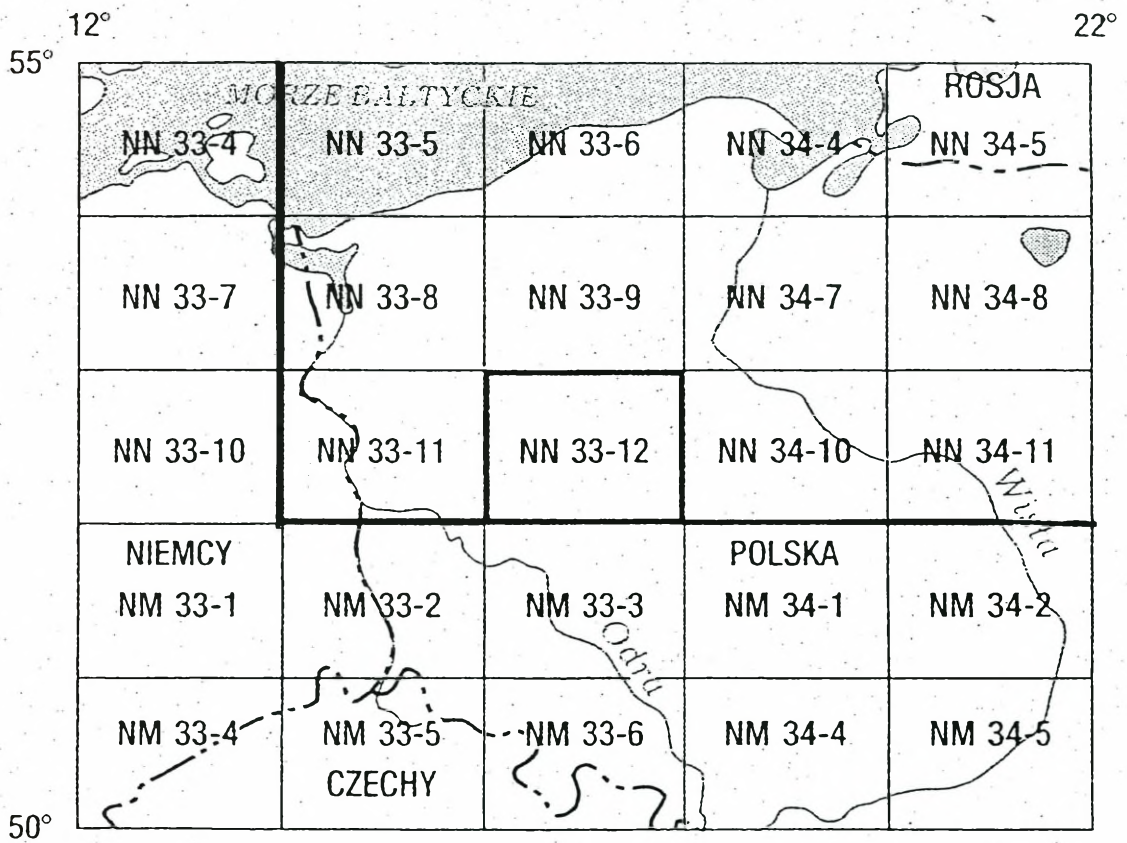 12° 22°
55°
ROSJA
MORZE BAŁTYCKIE
NN 33-4 NN 33-5 NN 33-6 NN 34-4 NN 34-5
NN 33-7 NN 33-8 NN 33-9 NN 34-7 NN 34-8
NN 33-10 NN 33-11 NN 33-12 NN 34-10 NN 34-11
Wisła
NIEMCY POLSKA
NM 33-1 NM 33-2 NM 33-3 NM 34-1 NM 34-2
Odra
NM 33-4 NM 33-5 NM 33-6 NM 34-4 NM 34-5
CZECHY
50°